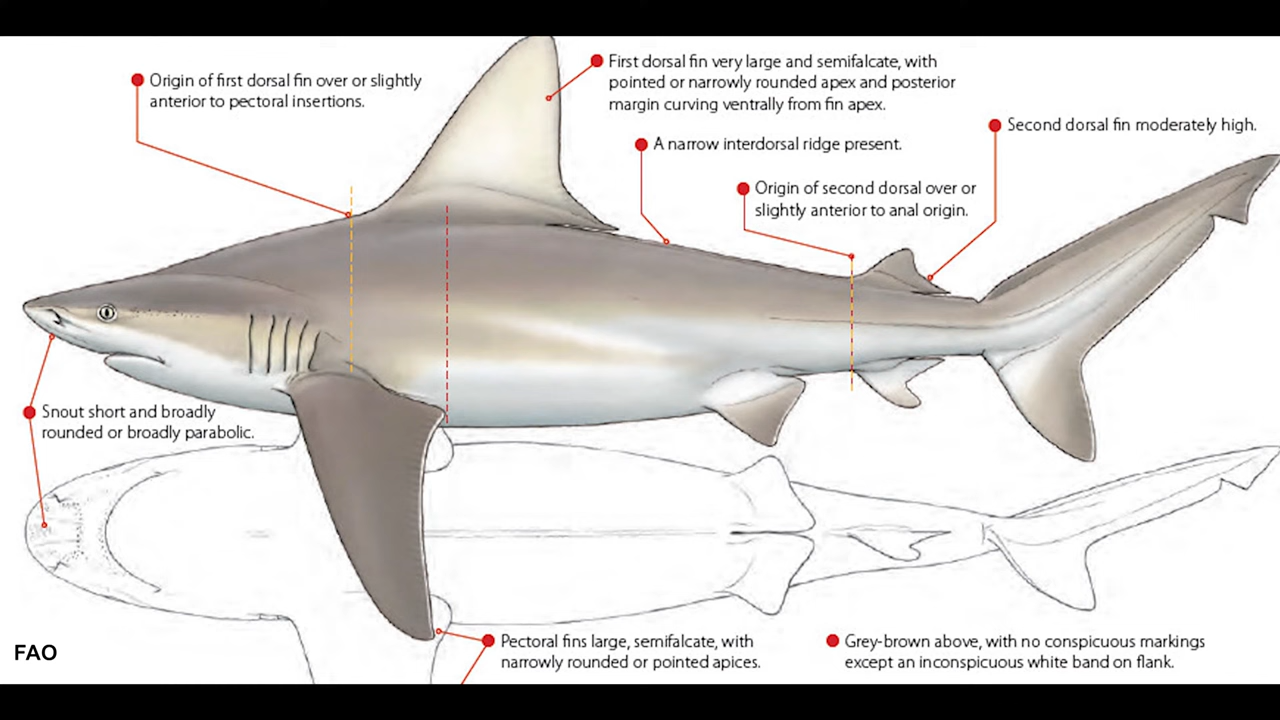 Origin of first dorsal fin over or slightly
anterior to pectoral insertions.
First dorsal fin very large and semifalcate, with
pointed or narrowly rounded apex and posterior
margin curving ventrally from fin apex.
Second dorsal fin moderately high.
A narrow interdorsal ridge present.
Origin of second dorsal over or
slightly anterior to anal origin.
Snout short and broadly
rounded or broadly parabolic.
Pectoral fins large, semifalcate, with
narrowly rounded or pointed apices.
Grey-brown above, with no conspicuous markings
except an inconspicuous white band on flank.
FAO